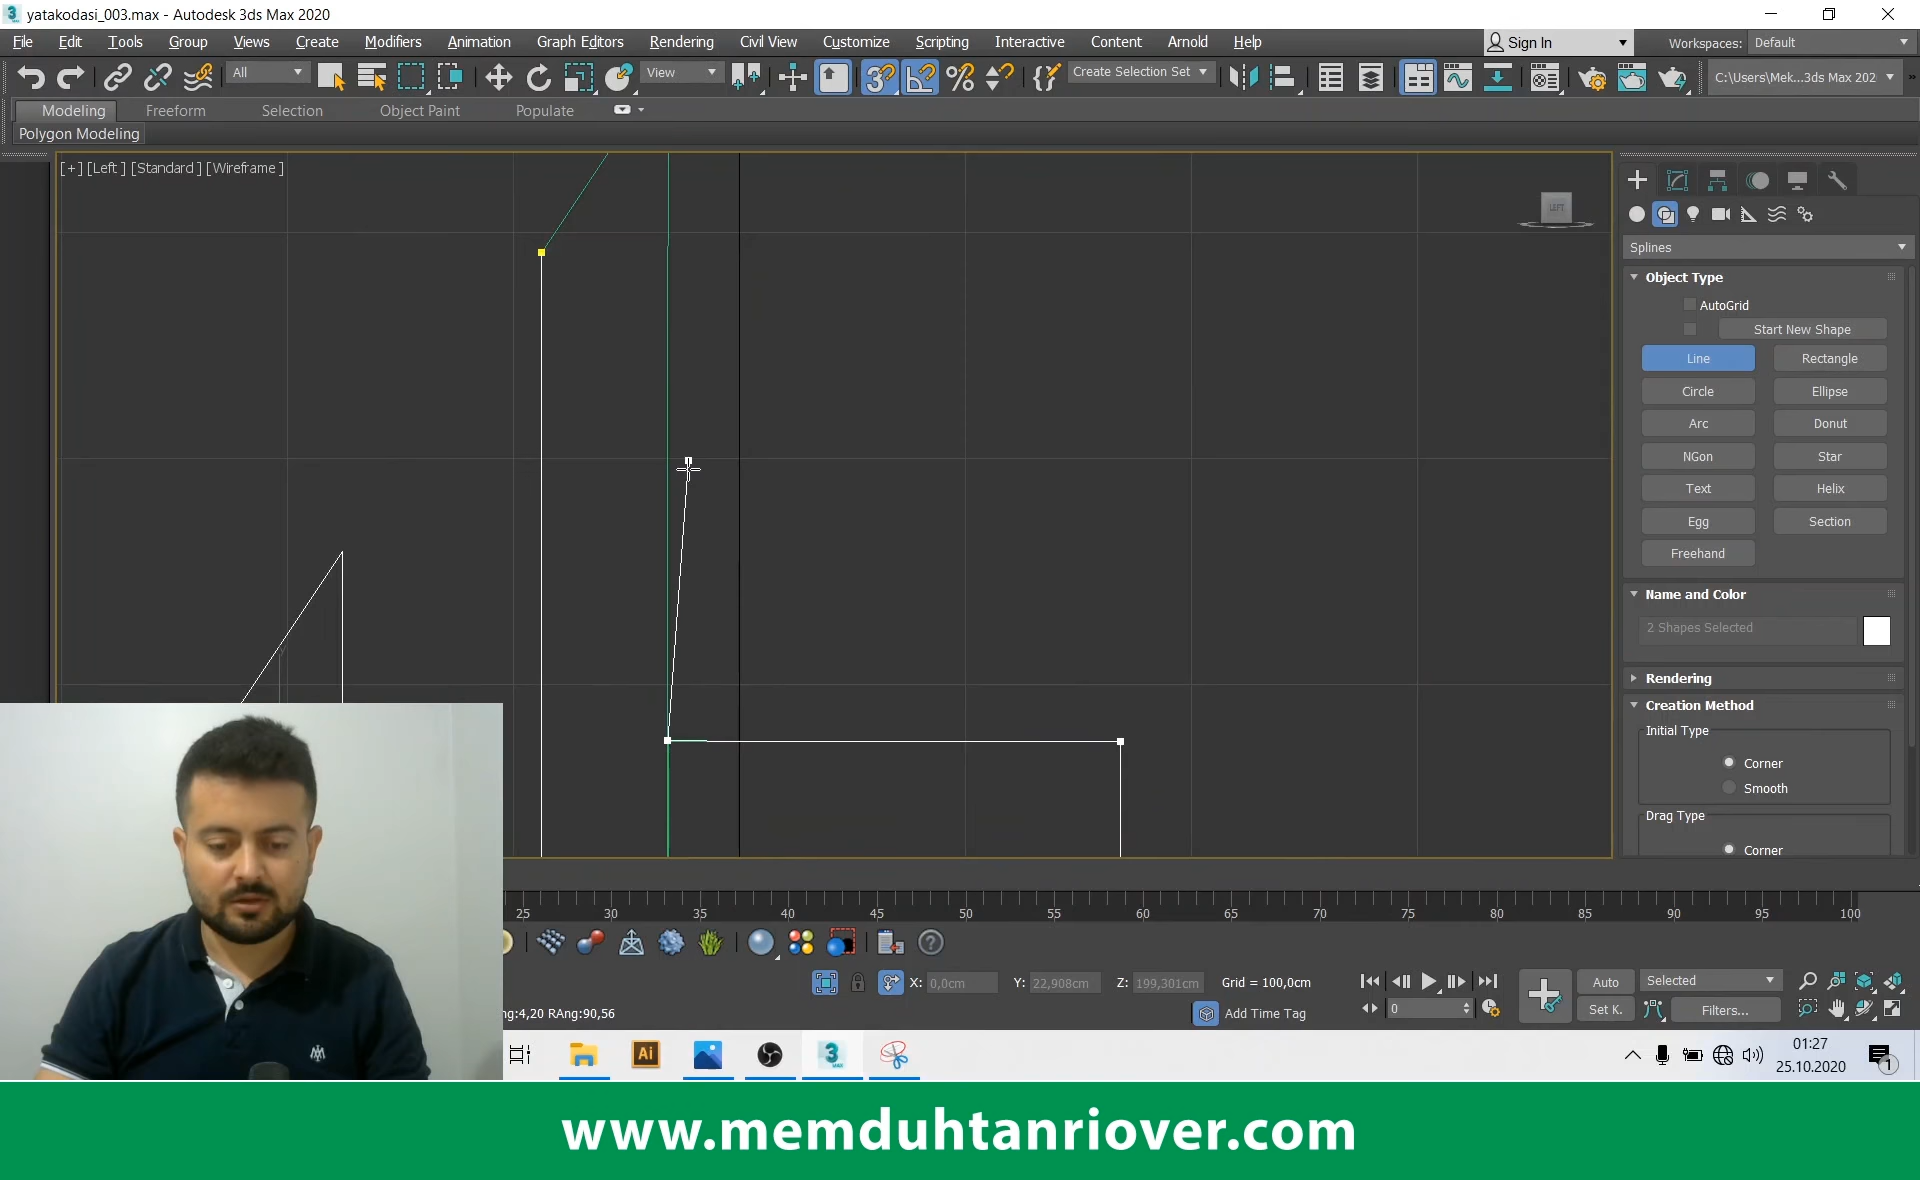 yatakodasi_003.max - Autodesk 3ds Max 2020
File Edit Tools Group Views Create Modifiers Animation Graph Editors Rendering Civil View Customize Scripting Interactive Content Arnold Help
Sign In
Workspaces: Default
All
View
Create Selection Set
C:\Users\Mek...3ds Max 202
Modeling Freeform Selection Object Paint Populate
Polygon Modeling
[+] [Left ] [Standard ] [Wireframe ]
LEFT
Splines
Object Type
AutoGrid
Start New Shape
Line Rectangle
Circle Ellipse
Arc Donut
NGon Star
Text Helix
Egg Section
Freehand
Name and Color
2 Shapes Selected
Rendering
Creation Method
Initial Type
Corner
Smooth
Drag Type
Corner
25 30 35 40 45 50 55 60 65 70 75 80 85 90 95 100
X: 0,0cm Y: 22,908cm Z: 199,301cm Grid = 100,0cm
Auto Selected
ng:4,20 RAng:90,56
Add Time Tag
0
Set K. Filters...
Ai
3
MAX
01:27
25.10.2020
1
www.memduhtanriover.com